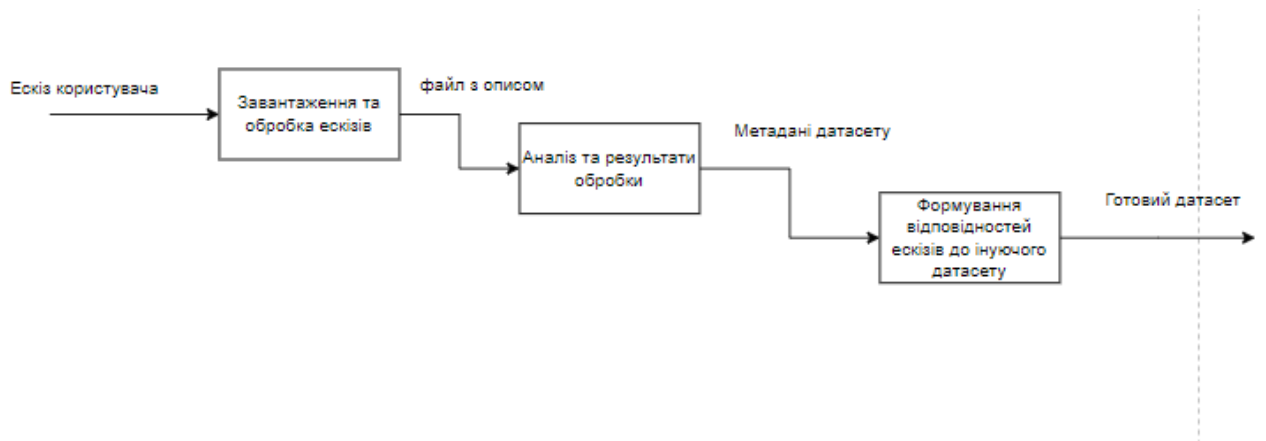 Ескіз користувача
Завантаження та
обробка ескізів
файл з описом
Аналіз та результати
обробки
Метадані датасету
Формування
відповідностей
ескізів до інуючого
датасету
Готовий датасет